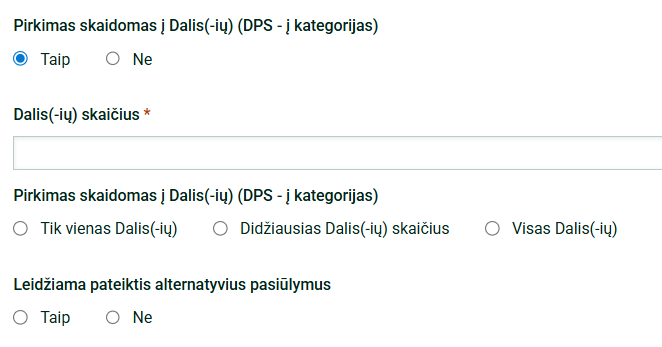 Pirkimas skaidomas į Dalis(-ių) (DPS - į kategorijas)
Taip Ne
Dalis(-ių) skaičius *
Pirkimas skaidomas į Dalis(-ių) (DPS - į kategorijas)
Tik vienas Dalis(-ių) Didžiausias Dalis(-ių) skaičius Visas Dalis(-ių)
Leidžiama pateiktis alternatyvius pasiūlymus
Taip Ne